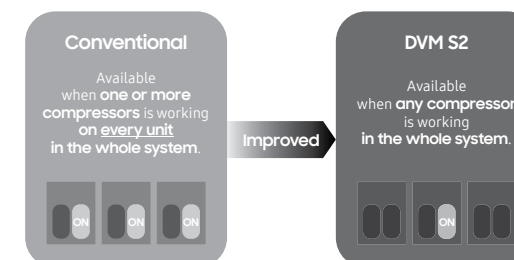 Conventional
Available
when one or more
compressors is working
on every unit
in the whole system.
ON
ON
ON
Improved
DVM S2
Available
when any compressor
is working
in the whole system.
ON